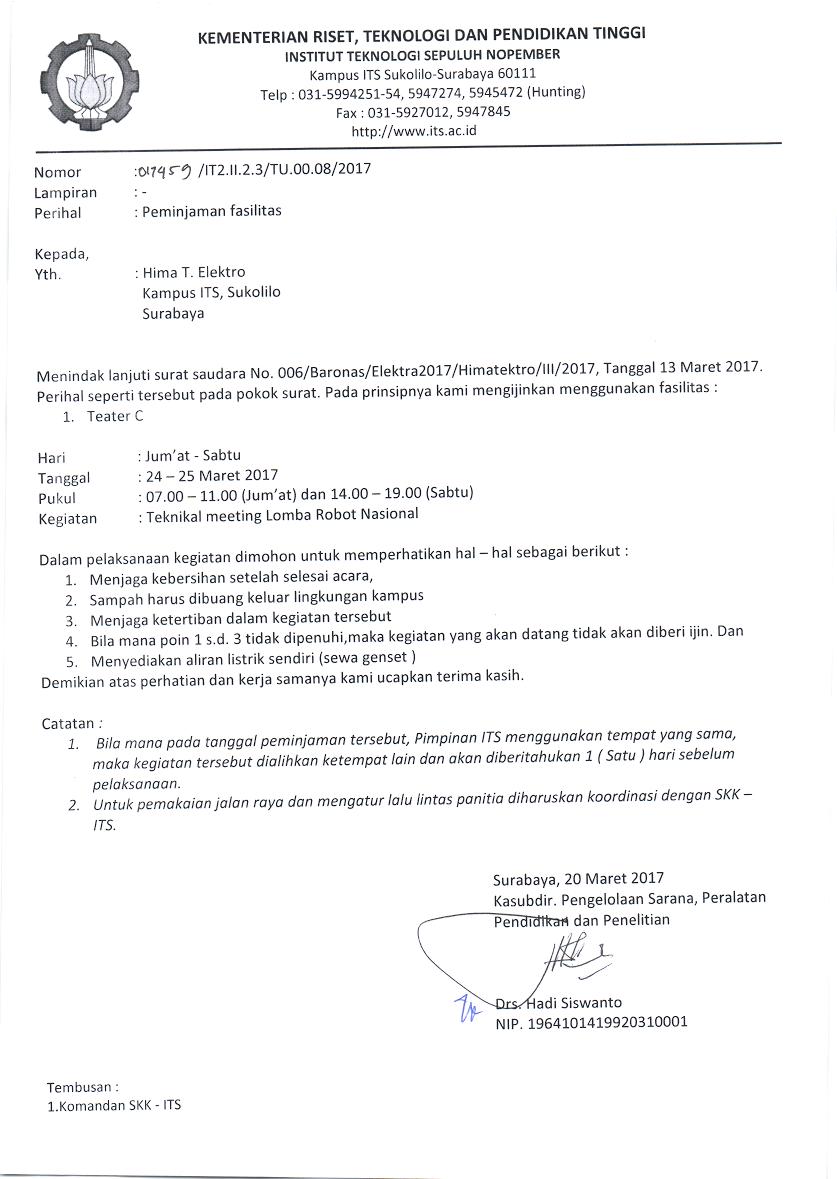 KEMENTERIAN RISET, TEKNOLOGI DAN PENDIDIKAN TINGGI
INSTITUT TEKNOLOGI SEPULUH NOPEMBER
Kampus ITS Sukolilo-Surabaya 60111
Telp : 031-5994251-54, 5947274, 5945472 (Hunting)
Fax : 031-5927012, 5947845
http://www.its.ac.id
Nomor :017459 /IT2.II.2.3/TU.00.08/2017
Lampiran : -
Perihal : Peminjaman fasilitas
Kepada,
Yth. : Hima T. Elektro
Kampus ITS, Sukolilo
Surabaya
Menindak lanjuti surat saudara No. 006/Baronas/Elektra2017/Himatektro/III/2017, Tanggal 13 Maret 2017.
Perihal seperti tersebut pada pokok surat. Pada prinsipnya kami mengijinkan menggunakan fasilitas :
1. Teater C
Hari : Jum'at - Sabtu
Tanggal : 24 – 25 Maret 2017
Pukul : 07.00 – 11.00 (Jum'at) dan 14.00 – 19.00 (Sabtu)
Kegiatan : Teknikal meeting Lomba Robot Nasional
Dalam pelaksanaan kegiatan dimohon untuk memperhatikan hal – hal sebagai berikut :
1. Menjaga kebersihan setelah selesai acara,
2. Sampah harus dibuang keluar lingkungan kampus
3. Menjaga ketertiban dalam kegiatan tersebut
4. Bila mana poin 1 s.d. 3 tidak dipenuhi,maka kegiatan yang akan datang tidak akan diberi ijin. Dan
5. Menyediakan aliran listrik sendiri (sewa genset )
Demikian atas perhatian dan kerja samanya kami ucapkan terima kasih.
Catatan :
1. Bila mana pada tanggal peminjaman tersebut, Pimpinan ITS menggunakan tempat yang sama,
maka kegiatan tersebut dialihkan ketempat lain dan akan diberitahukan 1 ( Satu ) hari sebelum
pelaksanaan.
2. Untuk pemakaian jalan raya dan mengatur lalu lintas panitia diharuskan koordinasi dengan SKK –
ITS.
Surabaya, 20 Maret 2017
Kasubdir. Pengelolaan Sarana, Peralatan
Pendidikan dan Penelitian
Drs. Hadi Siswanto
NIP. 1964101419920310001
Tembusan :
1.Komandan SKK - ITS